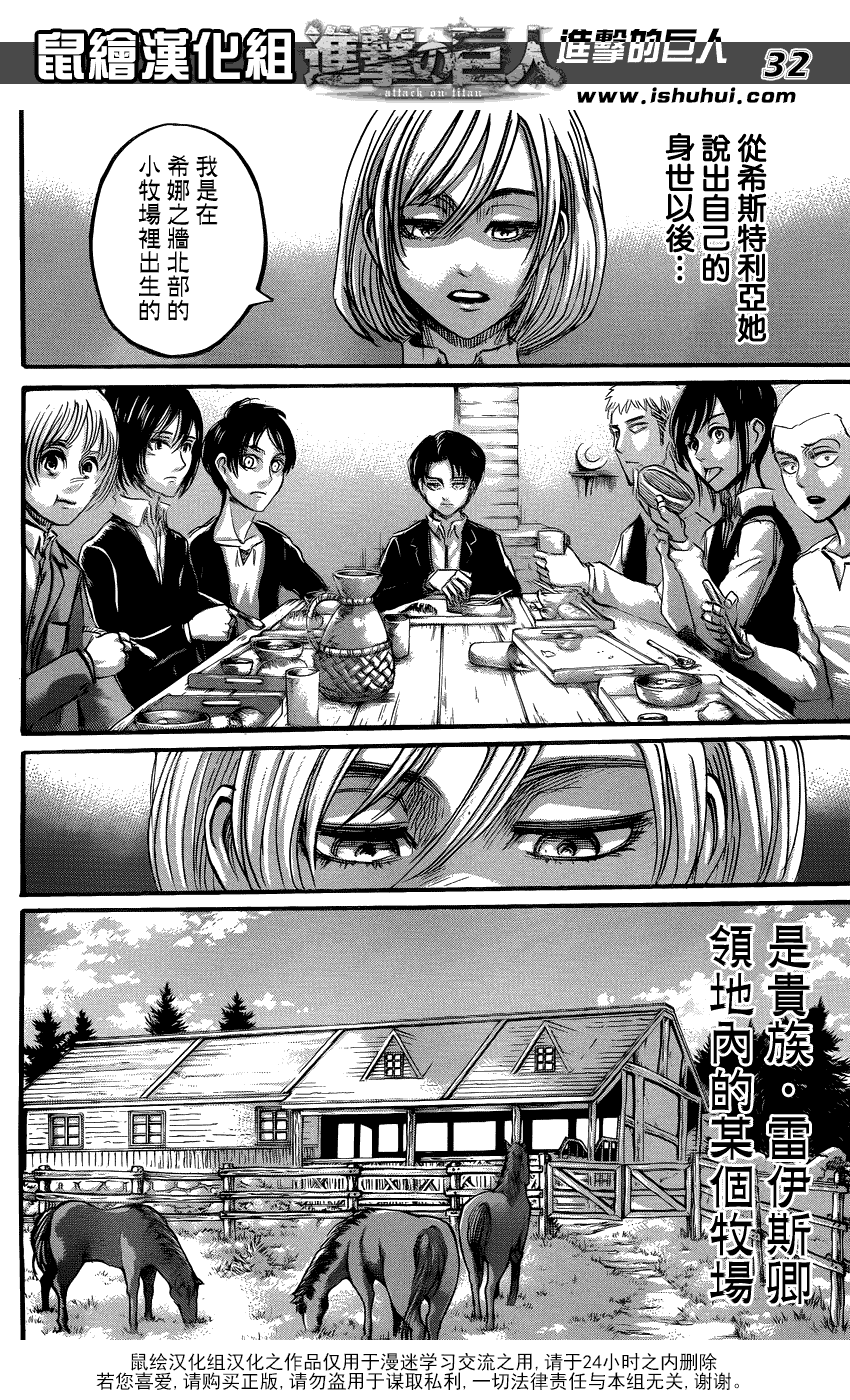 鼠繪漢化組
進撃の巨人
attack on titan
進擊的巨人
32
www.ishuhui.com
從希斯特利亞她
說出自己的
身世以後…
我是在
希娜之牆北部的
小牧場裡出生的
是貴族・雷伊斯卿
領地內的某個牧場
鼠绘汉化组汉化之作品仅用于漫迷学习交流之用,请于24小时之内删除
若您喜爱,请购买正版,请勿翻墙用于谋取私利,一切法律责任与本组无关,谢谢。